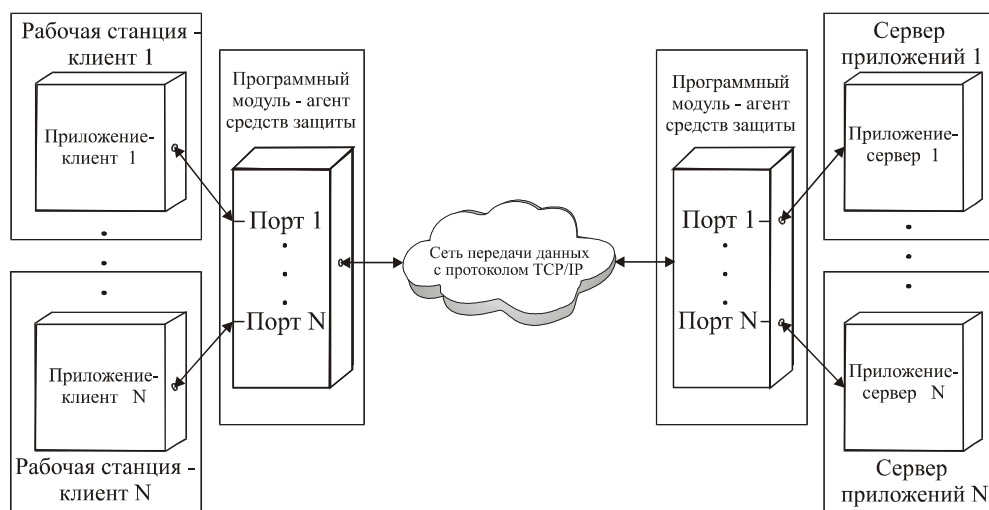 Рабочая станция -
клиент 1
Приложение-
клиент 1
Приложение-
клиент N
Рабочая станция -
клиент N
Программный
модуль - агент
средств защиты
Порт 1
Порт N
Сеть передачи данных
с протоколом TCP/IP
Программный
модуль - агент
средств защиты
Порт 1
Порт N
Сервер
приложений 1
Приложение-
сервер 1
Приложение-
сервер N
Сервер
приложений N